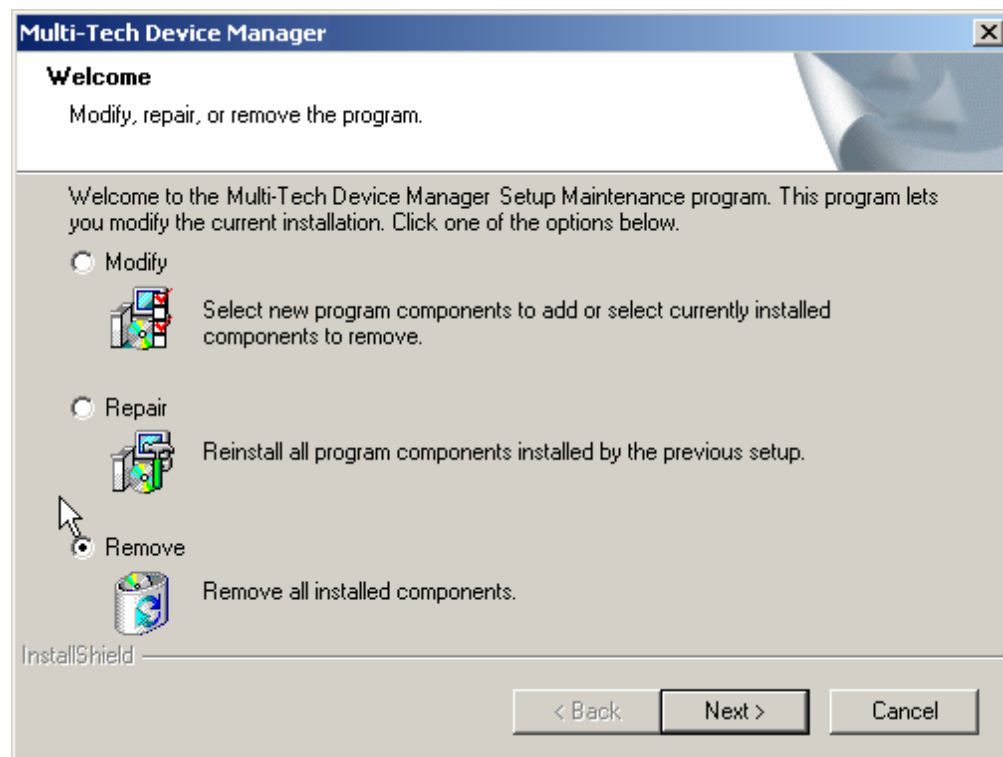 Multi-Tech Device Manager
Welcome
Modify, repair, or remove the program.
Welcome to the Multi-Tech Device Manager Setup Maintenance program. This program lets
you modify the current installation. Click one of the options below.
Modify
Select new program components to add or select currently installed
components to remove.
Repair
Reinstall all program components installed by the previous setup.
Remove
Remove all installed components.
InstallShield
< Back
Next >
Cancel